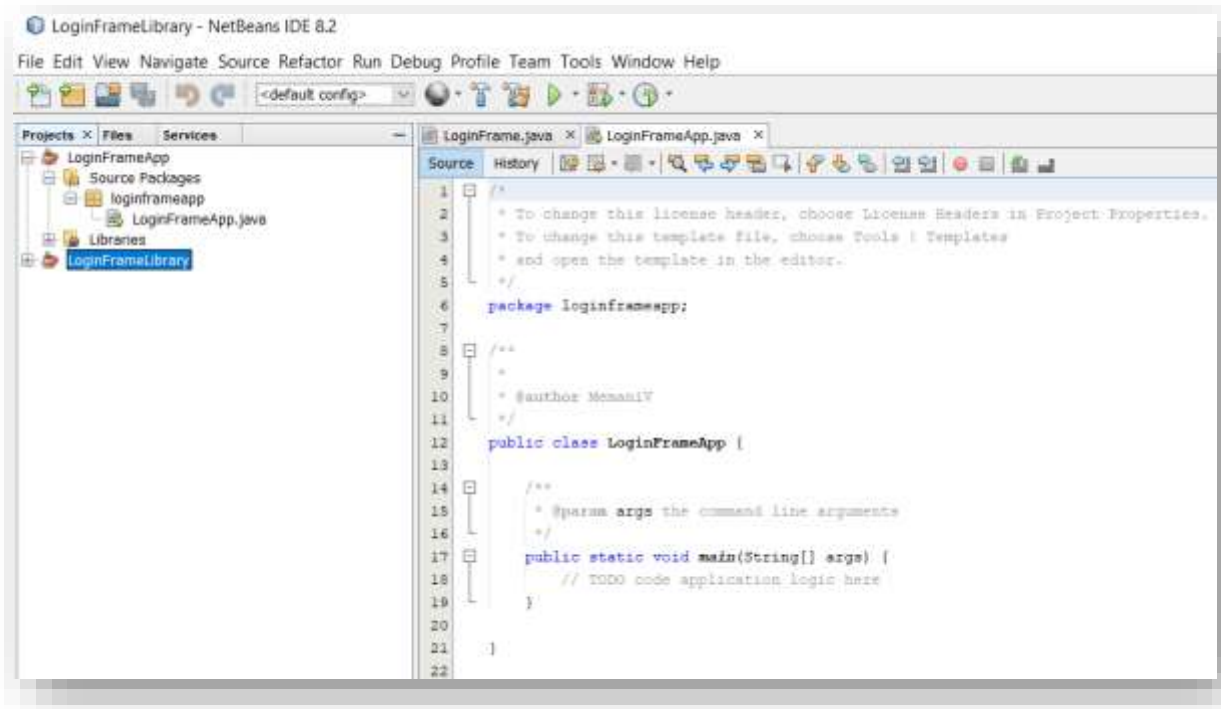 LoginFrameLibrary - NetBeans IDE 8.2
File Edit View Navigate Source Refactor Run Debug Profile Team Tools Window Help
<default config>
Projects Files Services
LoginFrameApp
Source Packages
loginframeapp
LoginFrameApp.java
Libraries
LoginFrameLibrary
LoginFrame.java LoginFrameApp.java
Source History
1 /*
2 * To change this license header, choose License Headers in Project Properties.
3 * To change this template file, choose Tools | Templates
4 * and open the template in the editor.
5 */
6 package loginframeapp;
7
8 /**
9 *
10 * @author MemaniV
11 */
12 public class LoginFrameApp {
13
14 /**
15 * @param args the command line arguments
16 */
17 public static void main(String[] args) {
18 // TODO code application logic here
19 }
20
21 }
22